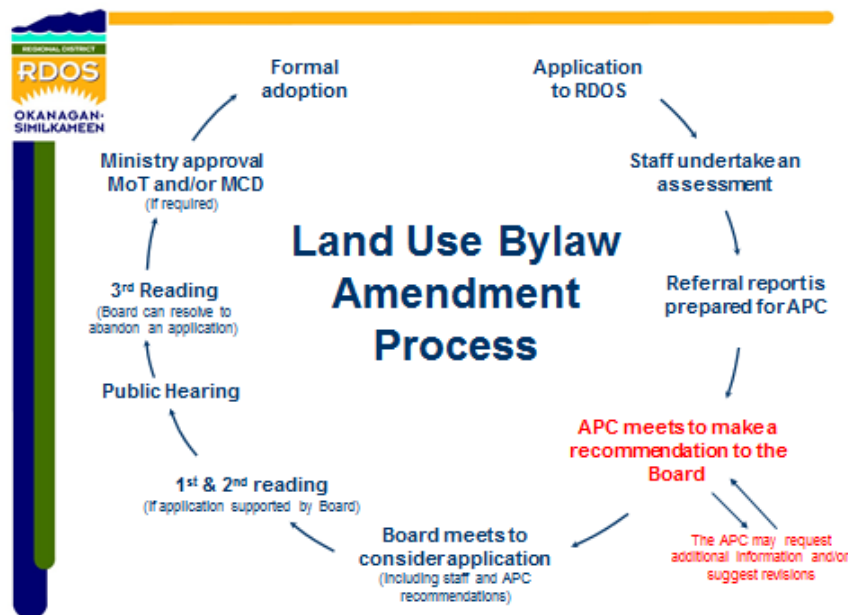 REGIONAL DISTRICT
RDOS
OKANAGAN-
SIMILKAMEEN
Land Use Bylaw
Amendment
Process
Application
to RDOS
Staff undertake an
assessment
Referral report is
prepared for APC
APC meets to make a
recommendation to the
Board
The APC may request
additional information and/or
suggest revisions
Board meets to
consider application
(including staff and APC
recommendations)
1st & 2nd reading
(if application supported by Board)
Public Hearing
3rd Reading
(Board can resolve to
abandon an application)
Ministry approval
MoT and/or MCD
(if required)
Formal
adoption